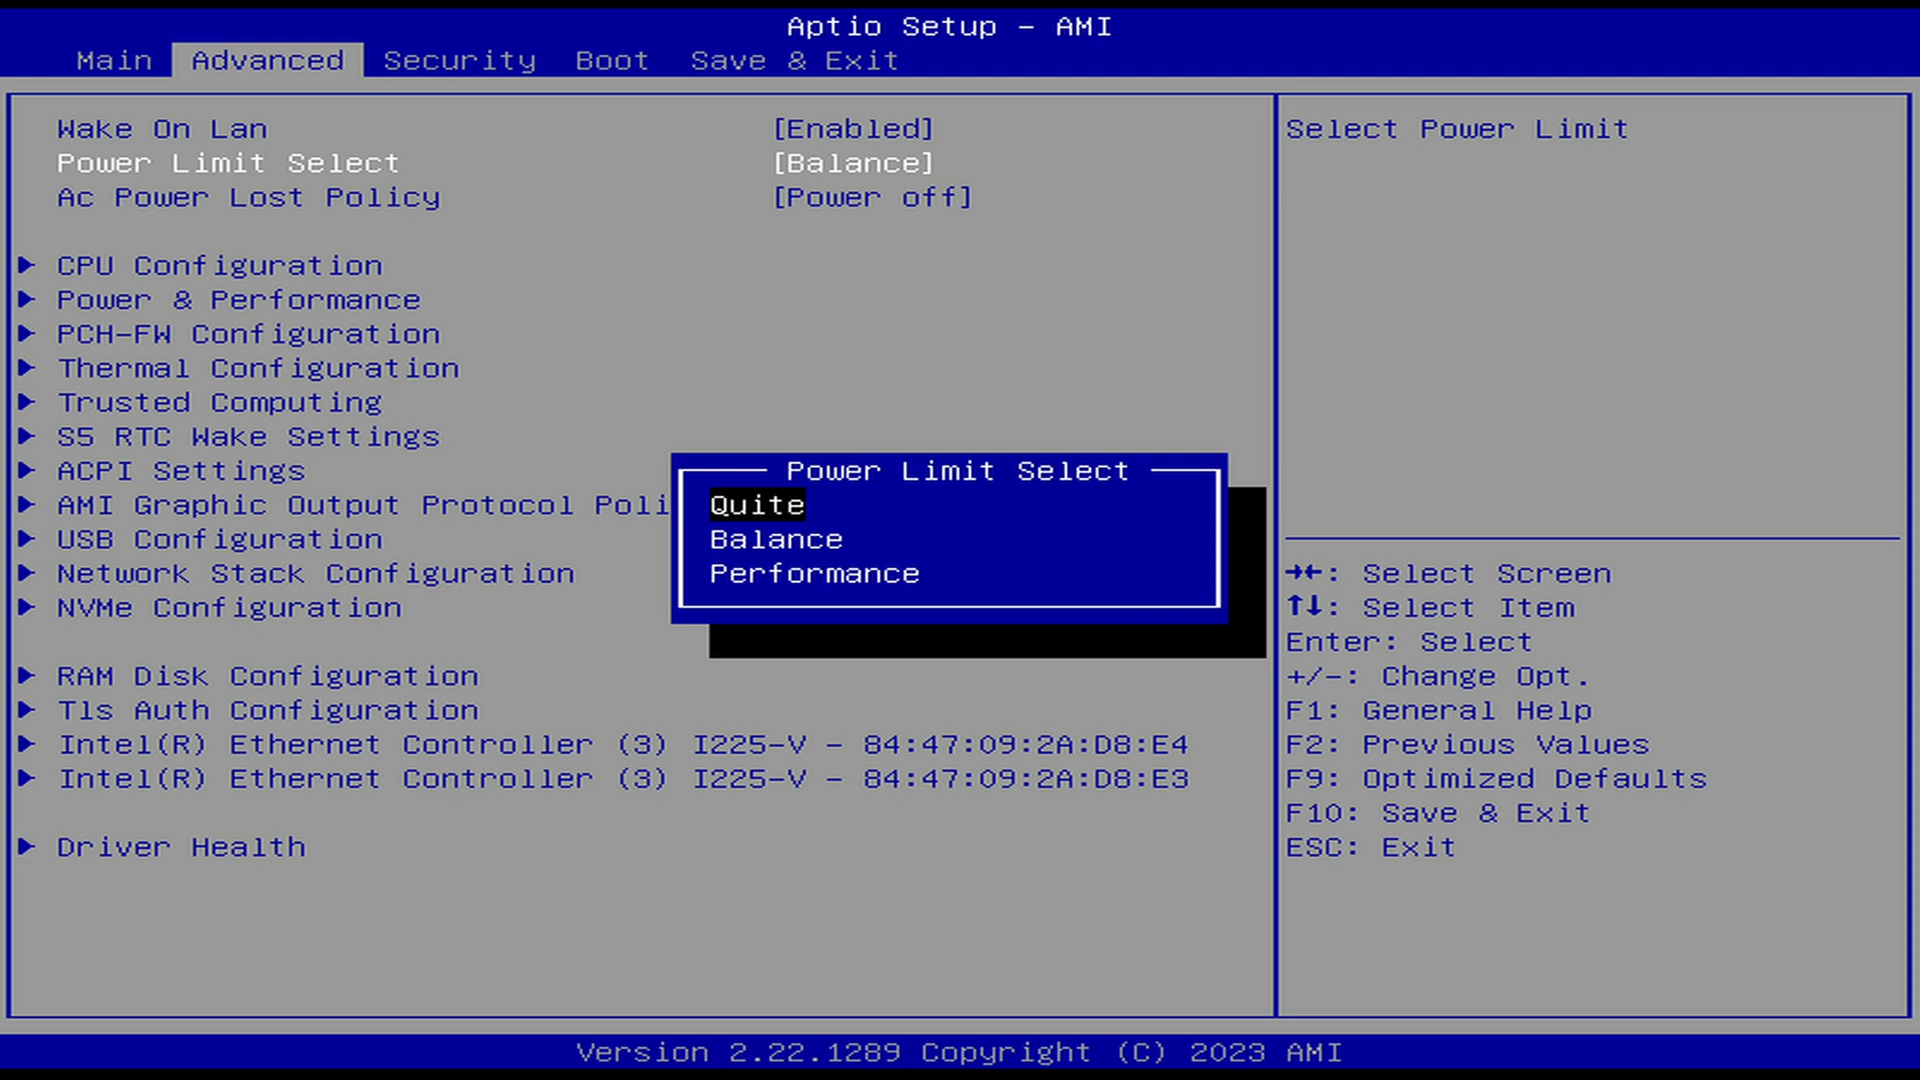 Aptio Setup – AMI
Main Advanced Security Boot Save & Exit
Wake On Lan [Enabled]
Power Limit Select [Balance]
Ac Power Lost Policy [Power off]
CPU Configuration
Power & Performance
PCH-FW Configuration
Thermal Configuration
Trusted Computing
S5 RTC Wake Settings
ACPI Settings
AMI Graphic Output Protocol Poli
USB Configuration
Network Stack Configuration
NVMe Configuration
RAM Disk Configuration
Tls Auth Configuration
Intel(R) Ethernet Controller (3) I225-V - 84:47:09:2A:D8:E4
Intel(R) Ethernet Controller (3) I225-V - 84:47:09:2A:D8:E3
Driver Health
Power Limit Select
Quite
Balance
Performance
Select Power Limit
→←: Select Screen
↑↓: Select Item
Enter: Select
+/-: Change Opt.
F1: General Help
F2: Previous Values
F9: Optimized Defaults
F10: Save & Exit
ESC: Exit
Version 2.22.1289 Copyright (C) 2023 AMI